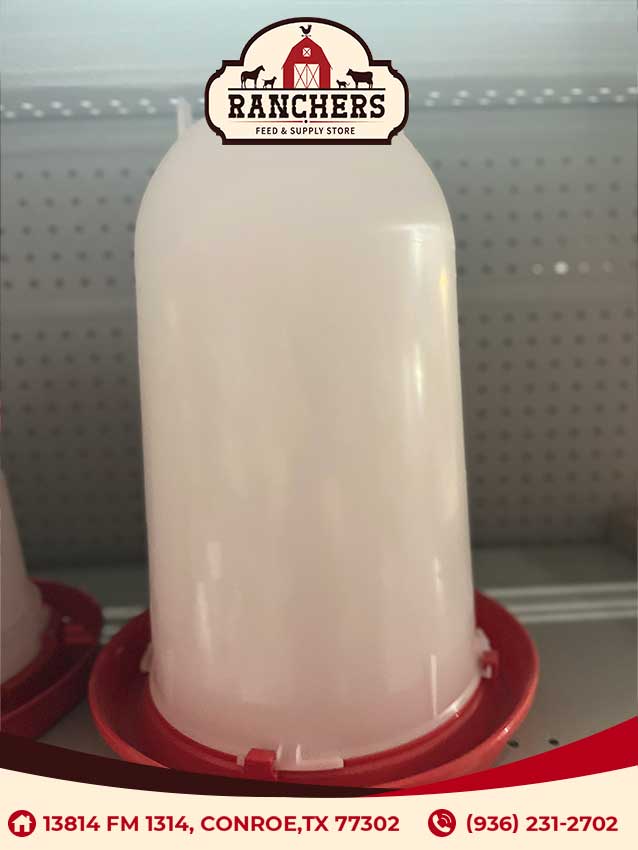 RANCHERS
FEED & SUPPLY STORE
13814 FM 1314, CONROE,TX 77302
(936) 231-2702